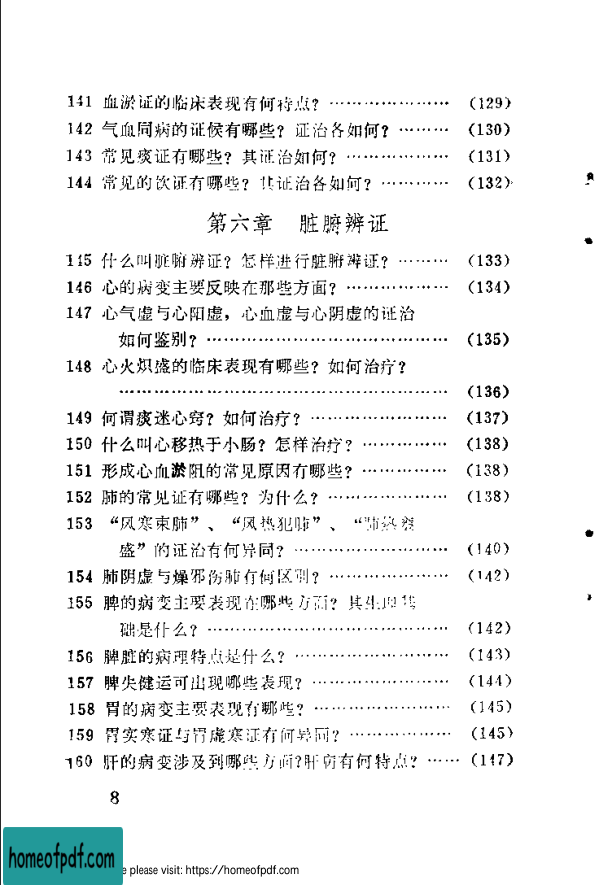 141 血淤证的临床表现有何特点? ………………… (129)
142 气血同病的证候有哪些? 证治各如何? ……… (130)
143 常见痰证有哪些? 其证治如何? ……………… (131)
144 常见的饮证有哪些? 其证治各如何? ………… (132)
第六章 脏腑辨证
145 什么叫脏腑辨证? 怎样进行脏腑辨证? ……… (133)
146 心的病变主要反映在那些方面? ……………… (134)
147 心气虚与心阳虚，心血虚与心阴虚的证治
如何鉴别? …………………………………… (135)
148 心火炽盛的临床表现有哪些? 如何治疗?
………………………………………………… (136)
149 何谓痰迷心窍? 如何治疗? …………………… (137)
150 什么叫心移热于小肠? 怎样治疗? …………… (138)
151 形成心血淤阻的常见原因有哪些? …………… (138)
152 肺的常见证有哪些? 为什么? ………………… (138)
153 “风寒束肺”、“风热犯肺”、“肺热炽
盛”的证治有何异同? ……………………… (140)
154 肺阴虚与燥邪伤肺有何区别? ………………… (142)
155 脾的病变主要表现在哪些方面? 其生理基
础是什么? …………………………………… (142)
156 脾脏的病理特点是什么? ……………………… (143)
157 脾失健运可出现哪些表现? …………………… (144)
158 胃的病变主要表现有哪些? …………………… (145)
159 胃实寒证与胃虚寒证有何异同? ……………… (145)
160 肝的病变涉及到哪些方面?肝病有何特点? …… (147)
8
homeofpdf.com
e please visit: https://homeofpdf.com